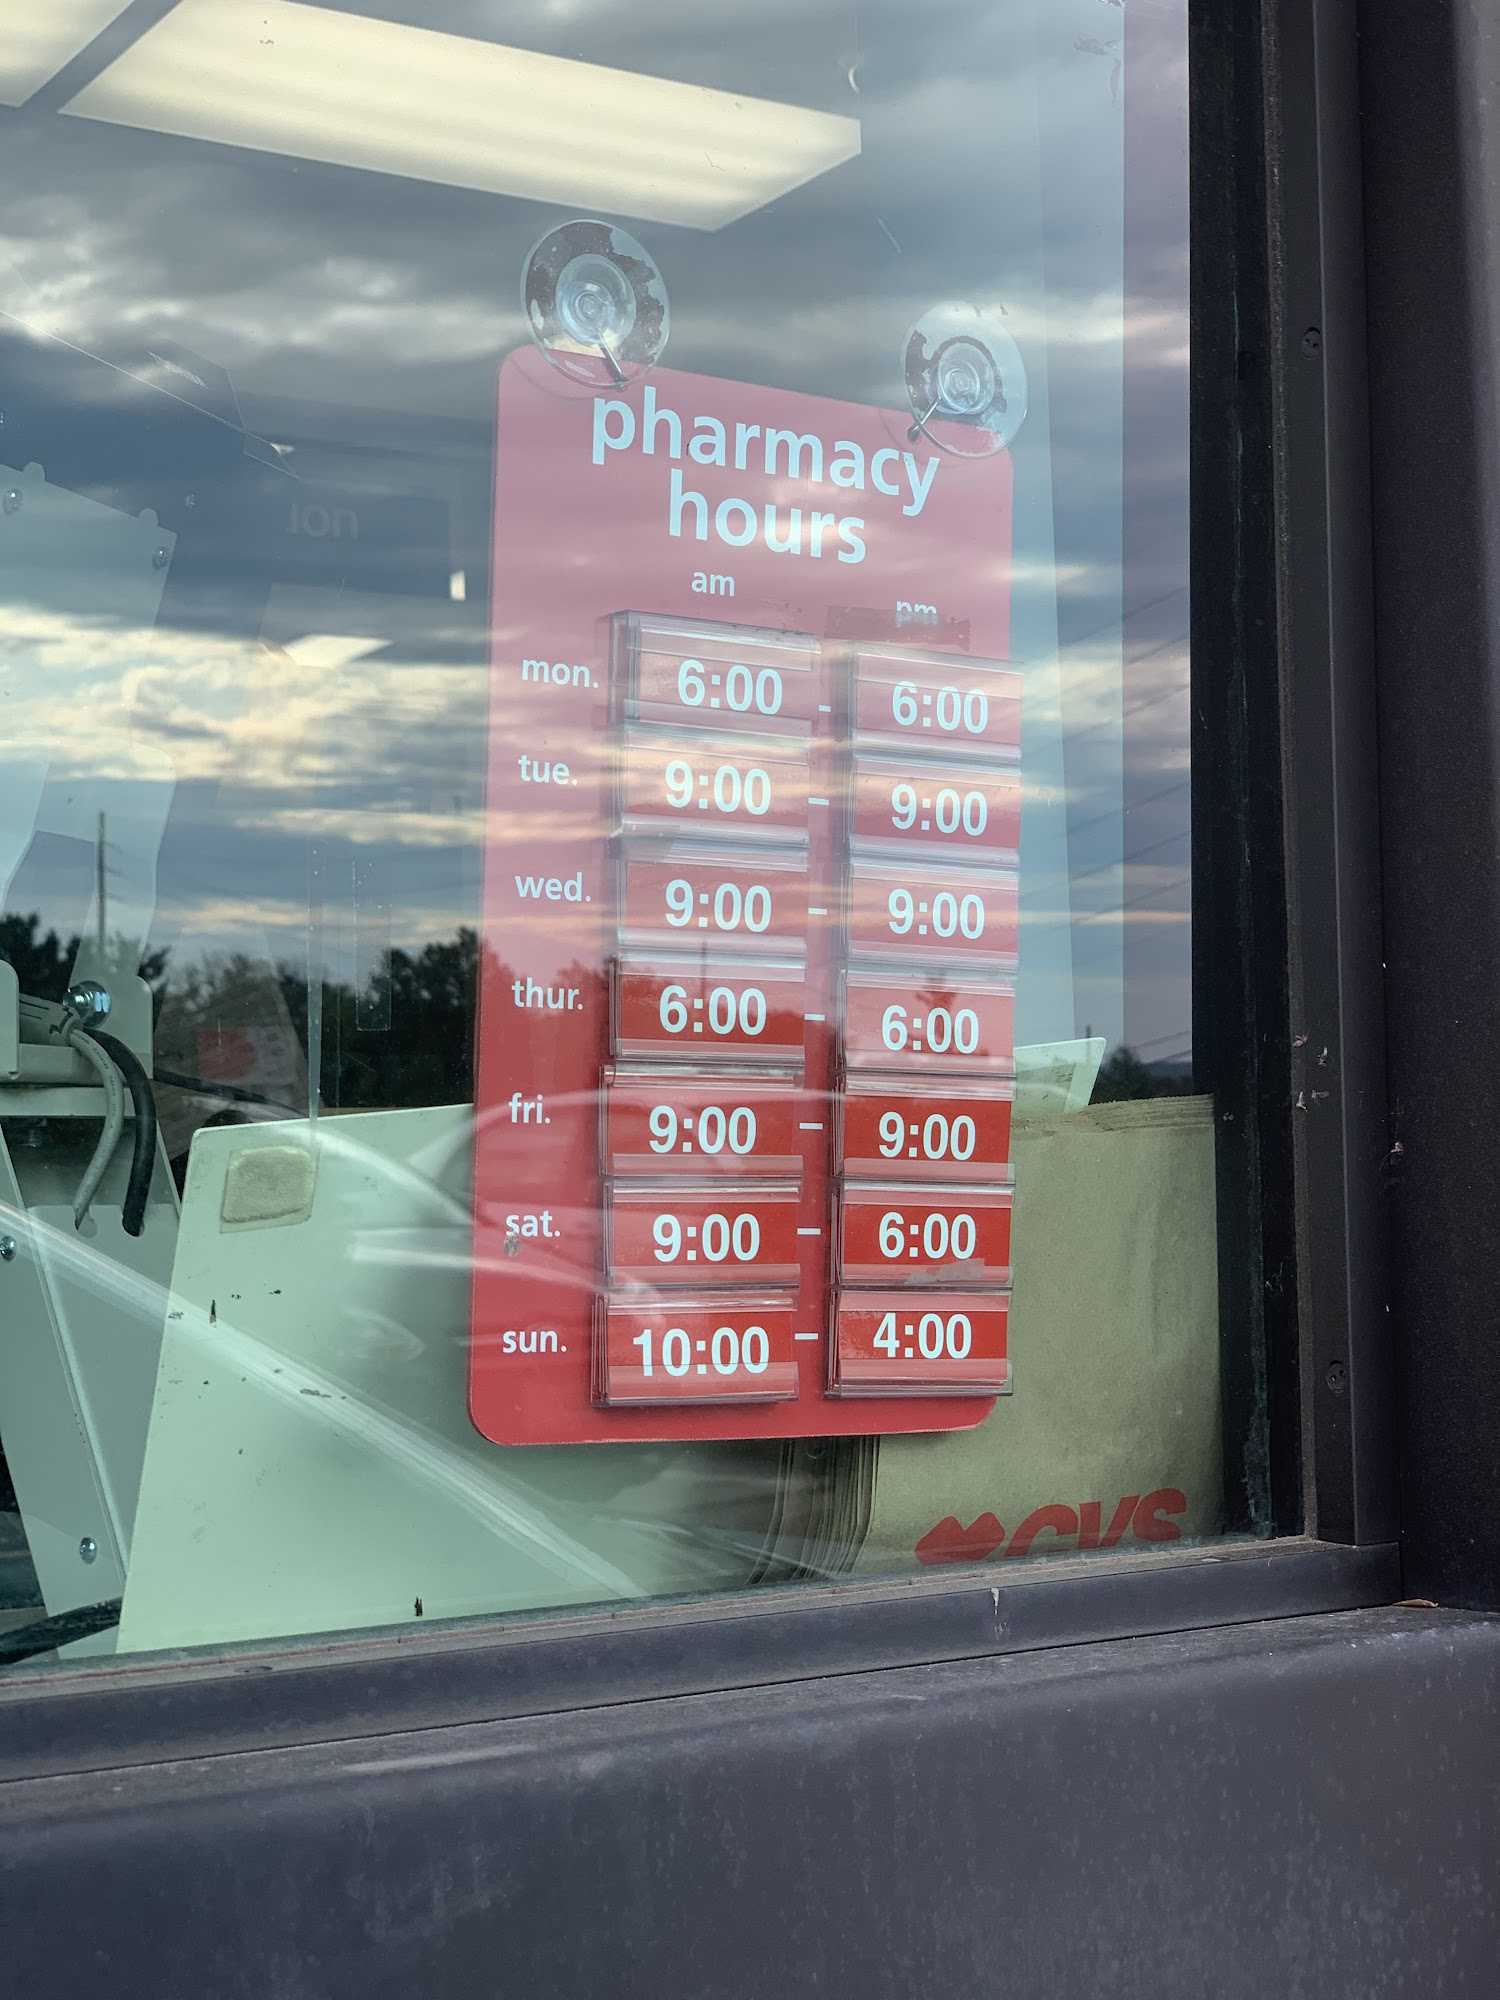 pharmacy
hours
am pm
mon. 6:00 - 6:00
tue. 9:00 - 9:00
wed. 9:00 - 9:00
thur. 6:00 - 6:00
fri. 9:00 - 9:00
sat. 9:00 - 6:00
sun. 10:00 - 4:00
CVS